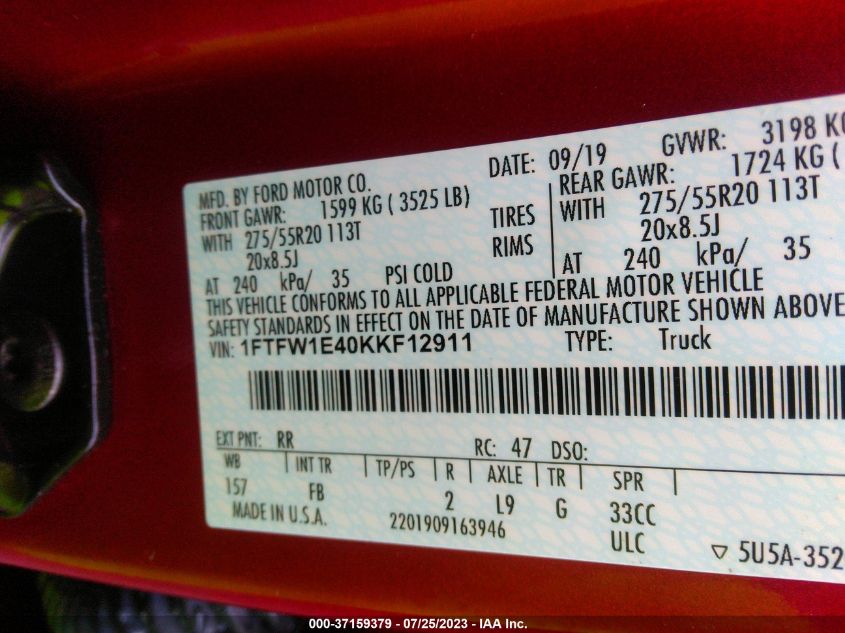 MFD. BY FORD MOTOR CO. DATE: 09/19 GVWR: 3198 KG
FRONT GAWR: 1599 KG ( 3525 LB) REAR GAWR: 1724 KG (
WITH 275/55R20 113T TIRES WITH 275/55R20 113T
20x8.5J RIMS 20x8.5J
AT 240 kPa/ 35 PSI COLD AT 240 kPa/ 35
THIS VEHICLE CONFORMS TO ALL APPLICABLE FEDERAL MOTOR VEHICLE
SAFETY STANDARDS IN EFFECT ON THE DATE OF MANUFACTURE SHOWN ABOVE
VIN: 1FTFW1E40KKF12911 TYPE: Truck
EXT PNT: RR RC: 47 DSO:
WB INT TR TP/PS R AXLE TR SPR
157 FB 2 L9 G 33CC
MADE IN U.S.A. 2201909163946 ULC
▽ 5U5A-352
000-37159379 - 07/25/2023 - IAA Inc.